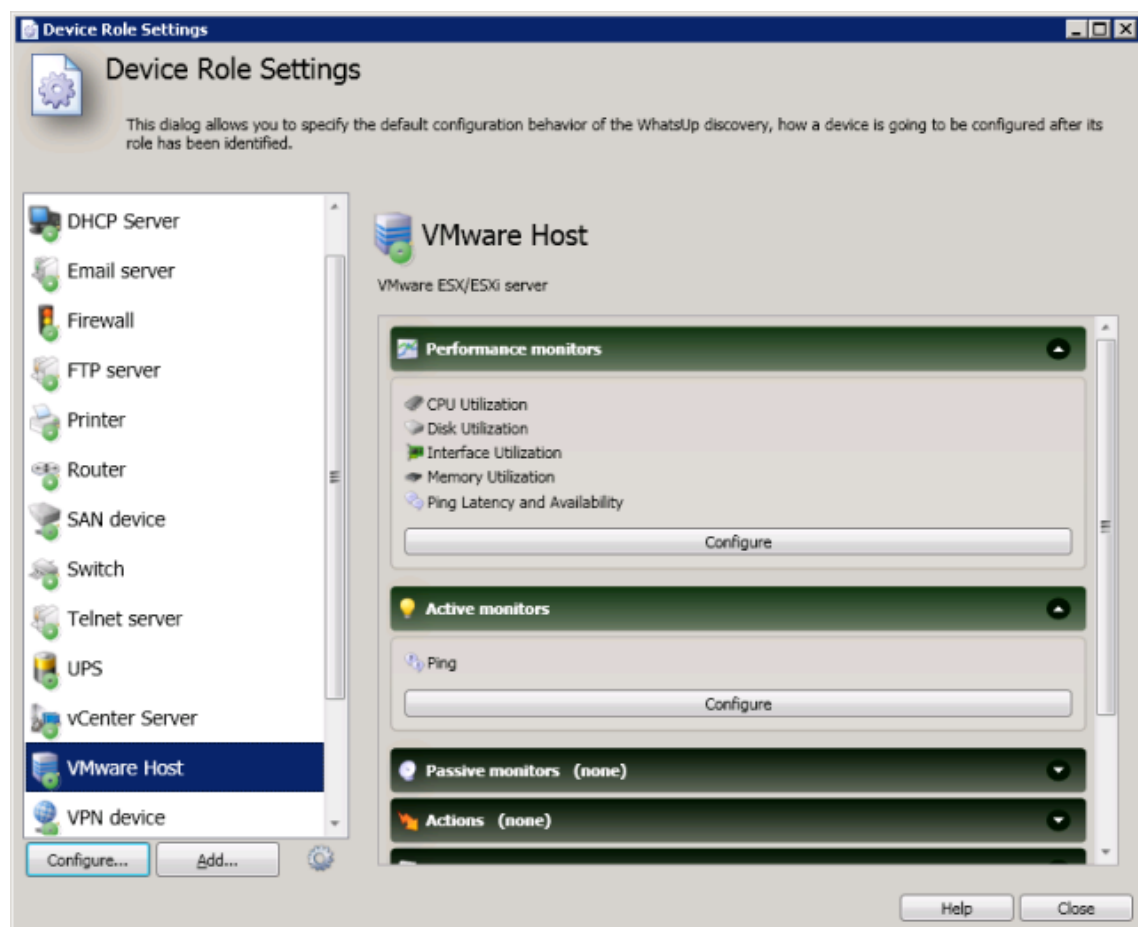 Device Role Settings
Device Role Settings
This dialog allows you to specify the default configuration behavior of the WhatsUp discovery, how a device is going to be configured after its
role has been identified.
DHCP Server
Email server
Firewall
FTP server
Printer
Router
SAN device
Switch
Telnet server
UPS
vCenter Server
VMware Host
VPN device
Configure...
Add...
VMware Host
VMware ESX/ESXi server
Performance monitors
CPU Utilization
Disk Utilization
Interface Utilization
Memory Utilization
Ping Latency and Availability
Configure
Active monitors
Ping
Configure
Passive monitors (none)
Actions (none)
Help
Close